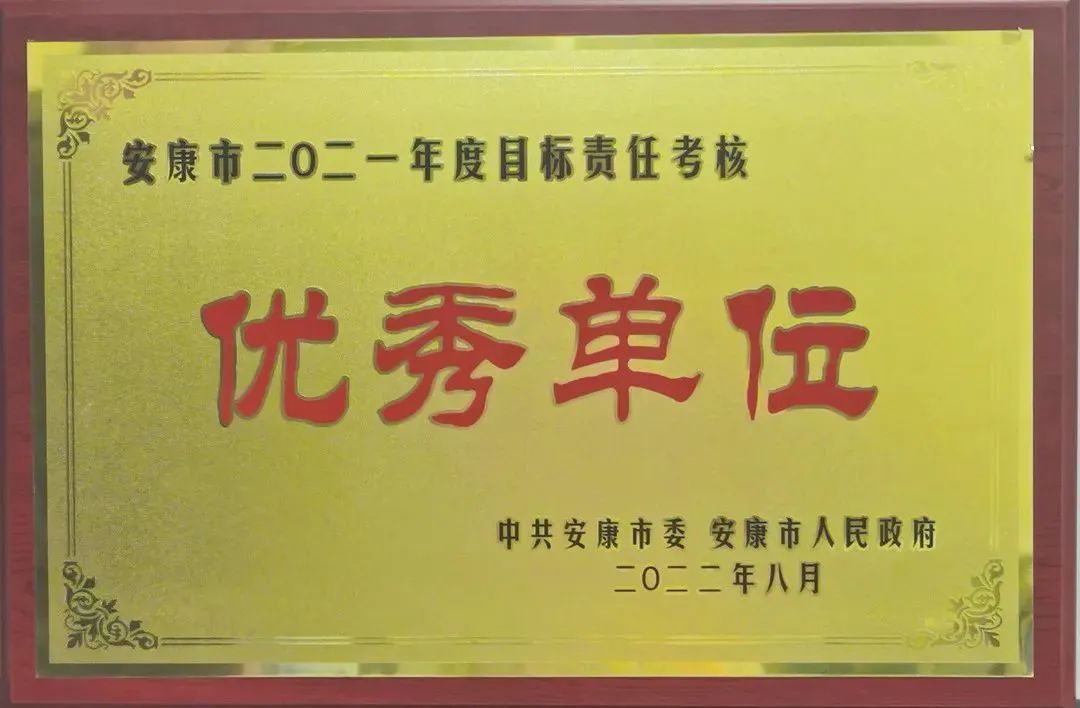 安康市二〇二一年度目标责任考核
优秀单位
中共安康市委 安康市人民政府
二〇二二年八月